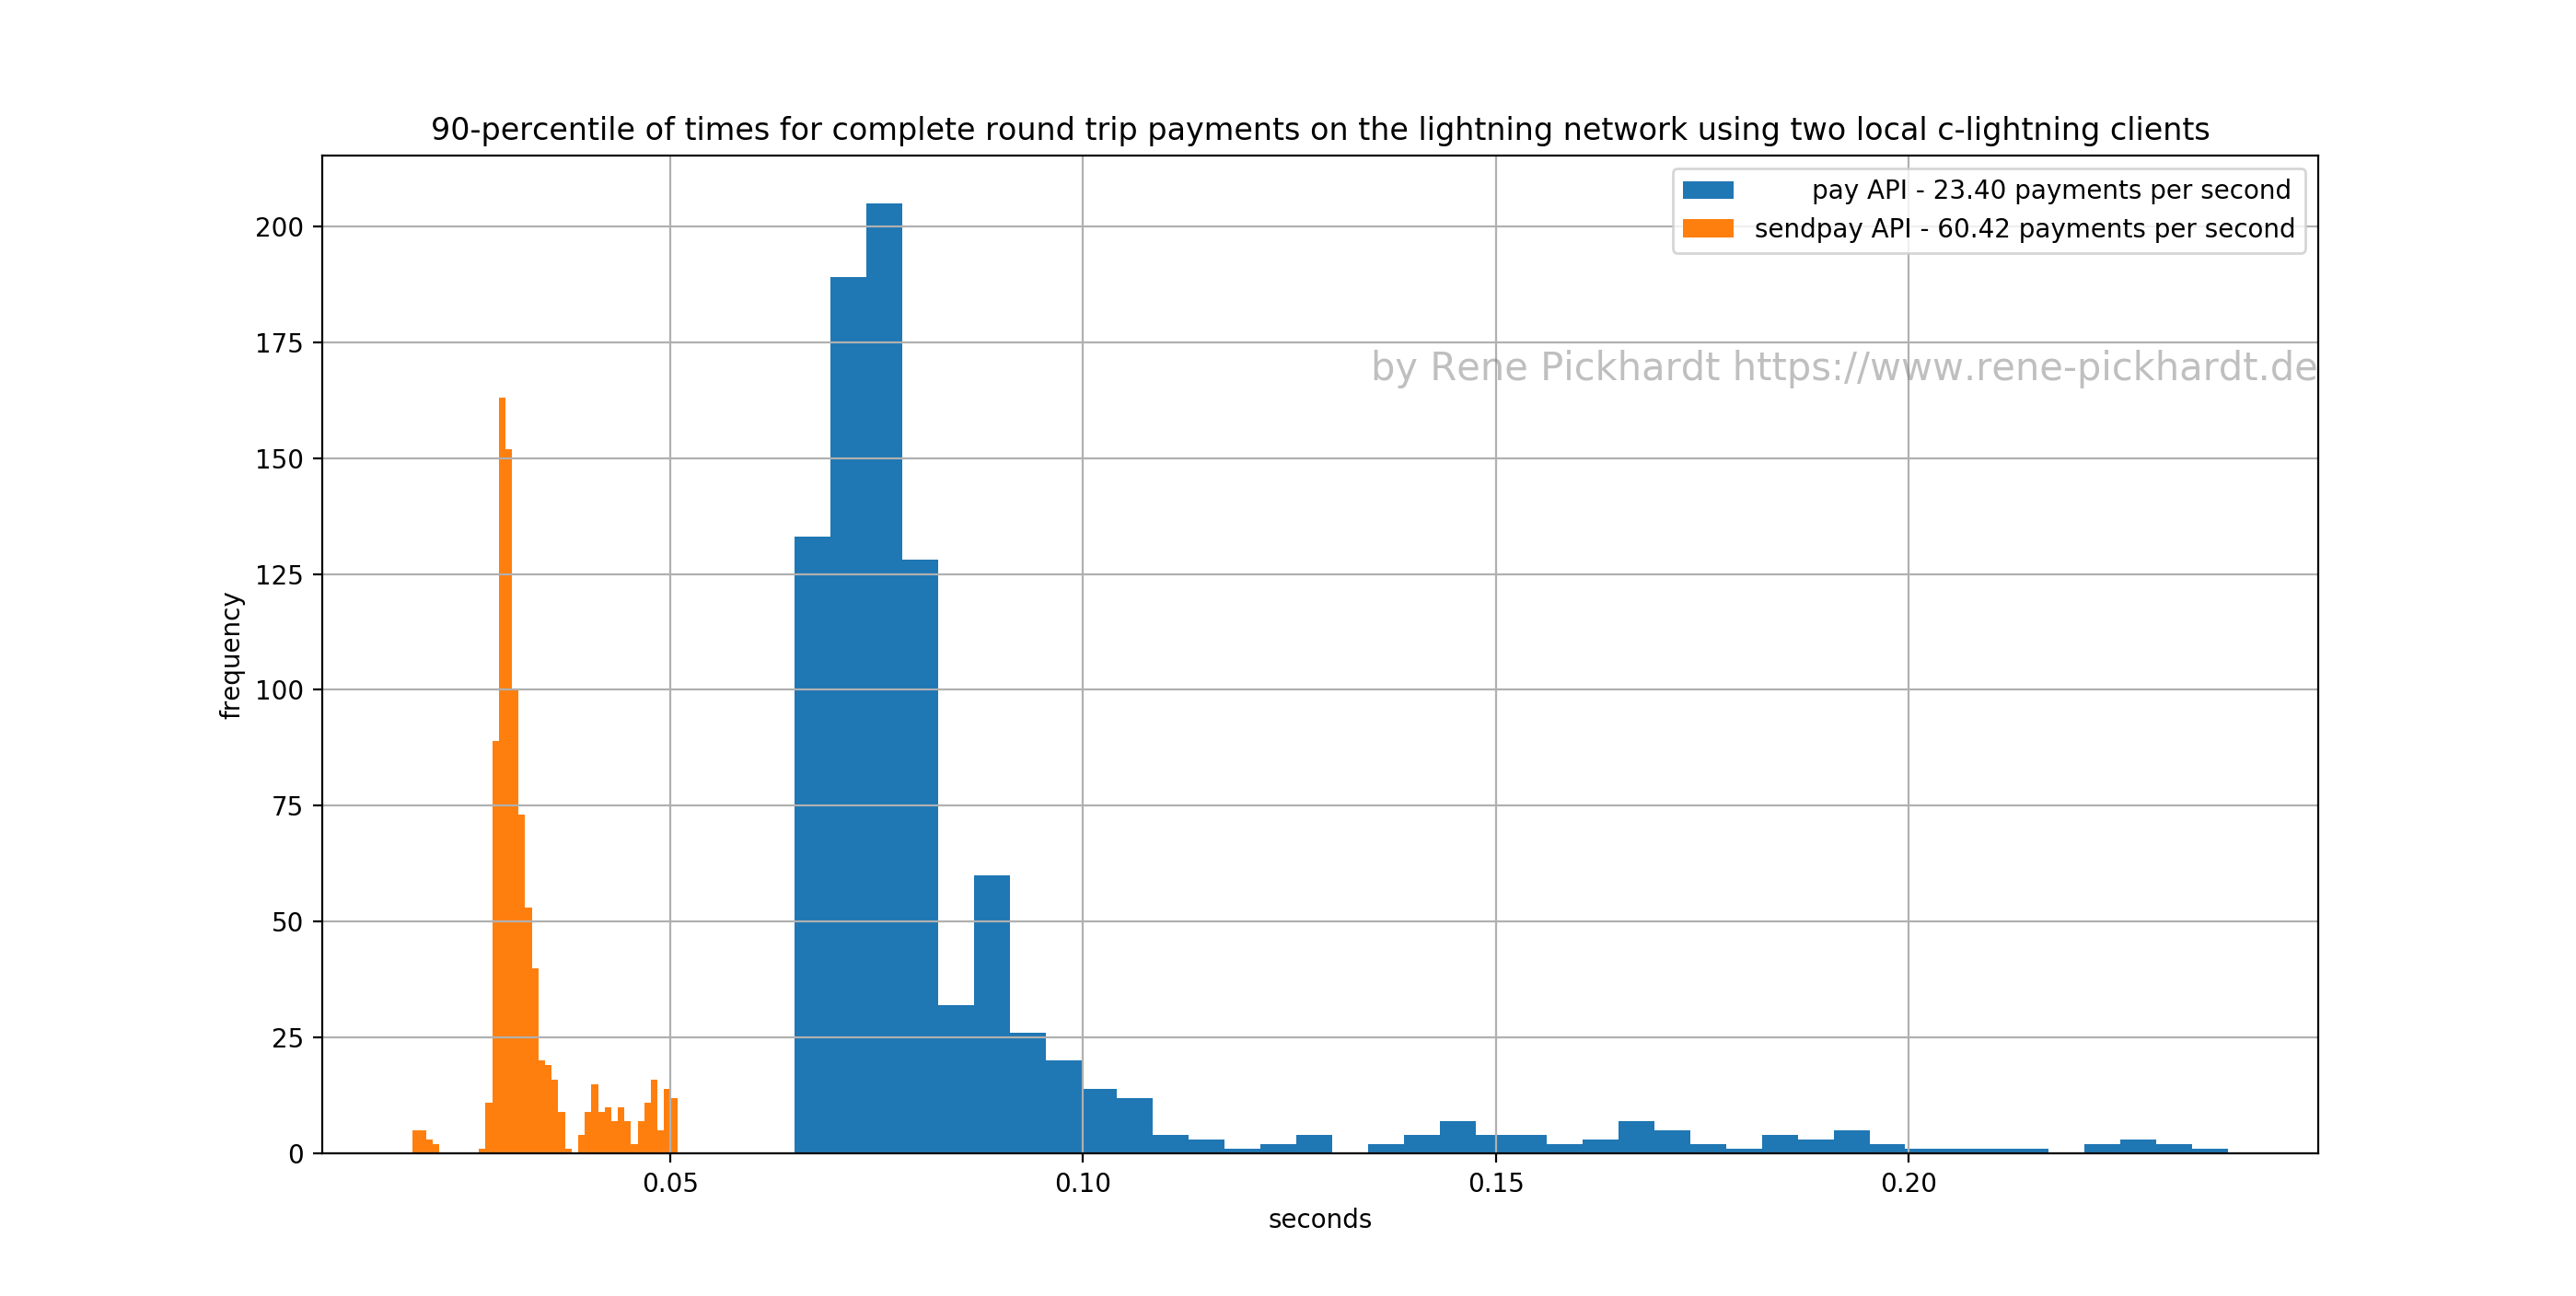 90-percentile of times for complete round trip payments on the lightning network using two local c-lightning clients
pay API - 23.40 payments per second
sendpay API - 60.42 payments per second
by Rene Pickhardt https://www.rene-pickhardt.de
frequency
200
175
150
125
100
75
50
25
0
0.05 0.10 0.15 0.20
seconds